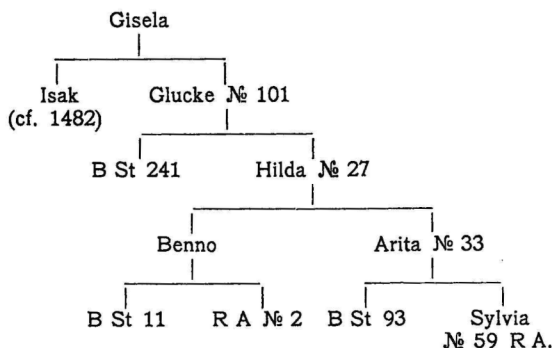 Gisela
Isak Glucke № 101
(cf. 1482)
B St 241 Hilda № 27
Benno Arita № 33
B St 11 R A № 2 B St 93 Sylvia
№ 59 R A.